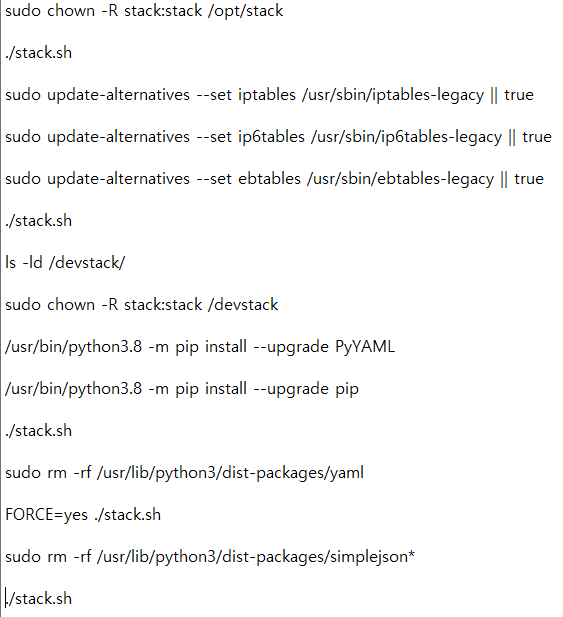 sudo chown -R stack:stack /opt/stack
./stack.sh
sudo update-alternatives --set iptables /usr/sbin/iptables-legacy || true
sudo update-alternatives --set ip6tables /usr/sbin/ip6tables-legacy || true
sudo update-alternatives --set ebtables /usr/sbin/ebtables-legacy || true
./stack.sh
ls -ld /devstack/
sudo chown -R stack:stack /devstack
/usr/bin/python3.8 -m pip install --upgrade PyYAML
/usr/bin/python3.8 -m pip install --upgrade pip
./stack.sh
sudo rm -rf /usr/lib/python3/dist-packages/yaml
FORCE=yes ./stack.sh
sudo rm -rf /usr/lib/python3/dist-packages/simplejson*
./stack.sh